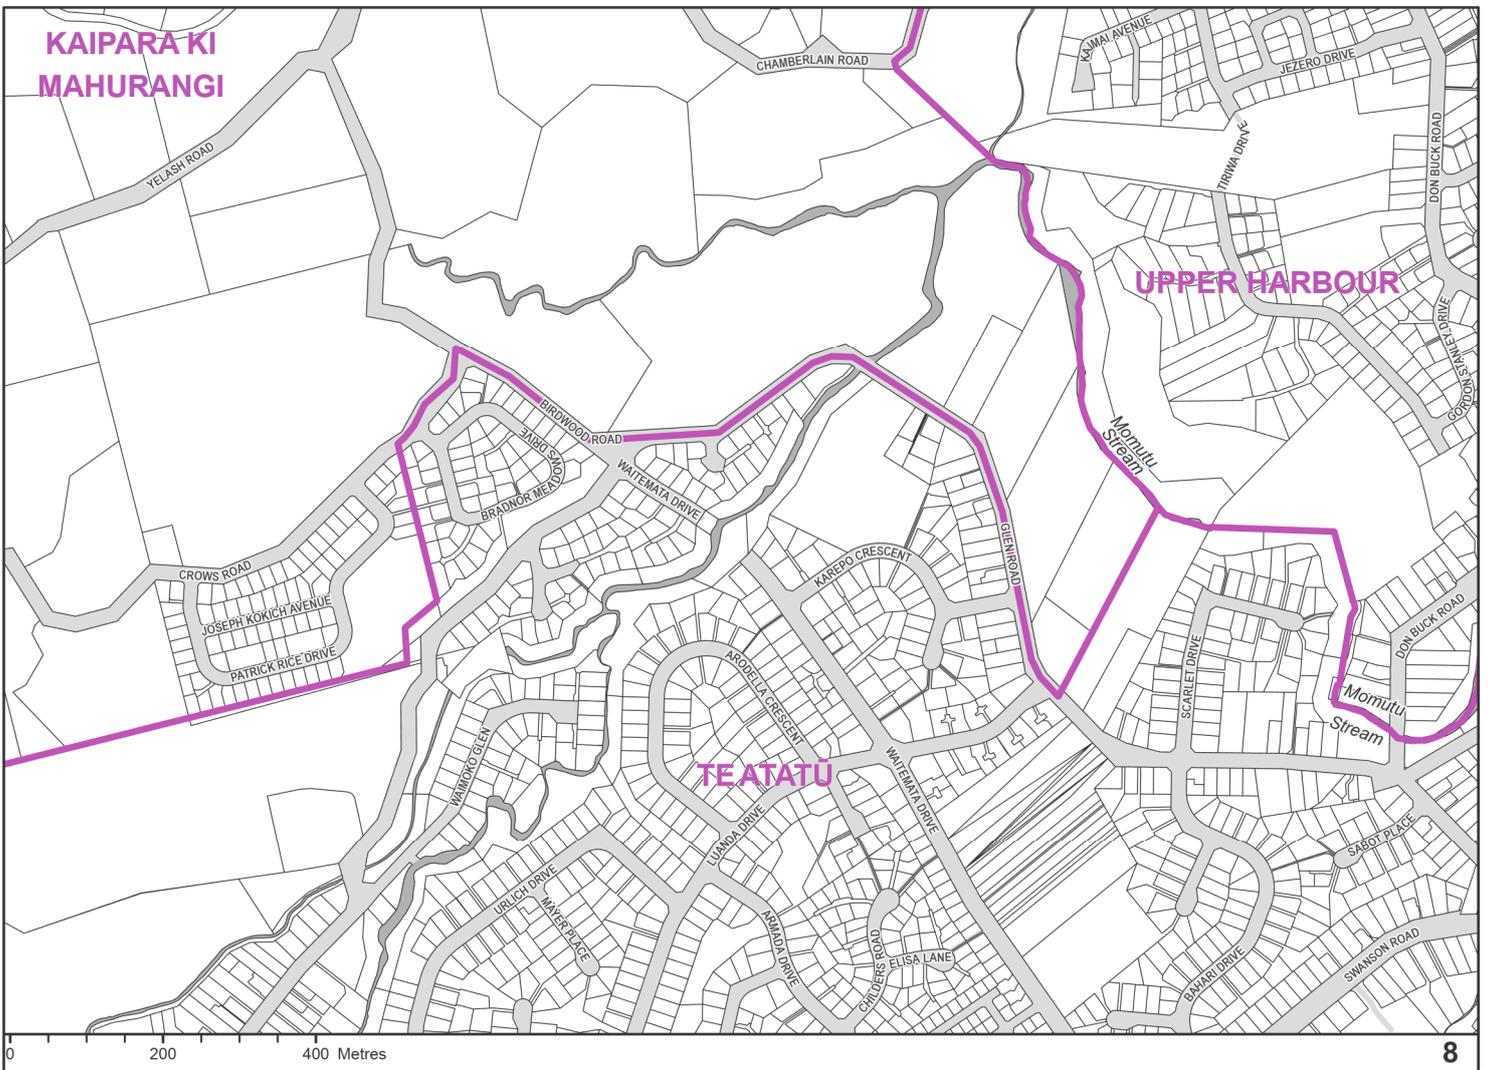 KAIPARA KI
MAHURANGI
CHAMBERLAIN ROAD
KAIMAI AVENUE
JEZERO DRIVE
YELASH ROAD
TIRIWA DRIVE
DON BUCK ROAD
UPPER HARBOUR
GORDON STANLEY DRIVE
BIRDWOOD ROAD
BRADNOR MEADOWS DRIVE
WAITEMATA DRIVE
Momutu
Stream
CROWS ROAD
JOSEPH KOKICH AVENUE
PATRICK RICE DRIVE
KAREPO CRESCENT
GLEN ROAD
ARODELLA CRESCENT
SCARLET DRIVE
DON BUCK ROAD
Momutu
Stream
WAIMOKO GLEN
TE ATATŪ
WAITEMATA DRIVE
LUANDA DRIVE
SABOT PLACE
URLICH DRIVE
MAYER PLACE
ARMADA DRIVE
CHILDERS ROAD
ELISA LANE
BAHARI DRIVE
SWANSON ROAD
0 200 400 Metres
8